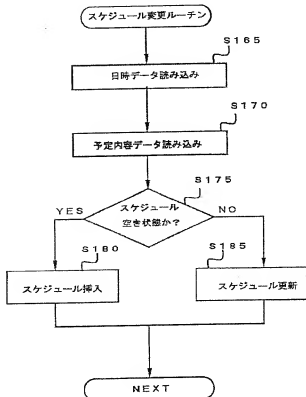 スケジュール変更ルーチン
S165
日時データ読み込み
S170
予定内容データ読み込み
S175
スケジュール
空き状態か?
YES
NO
S180
S185
スケジュール挿入
スケジュール更新
NEXT